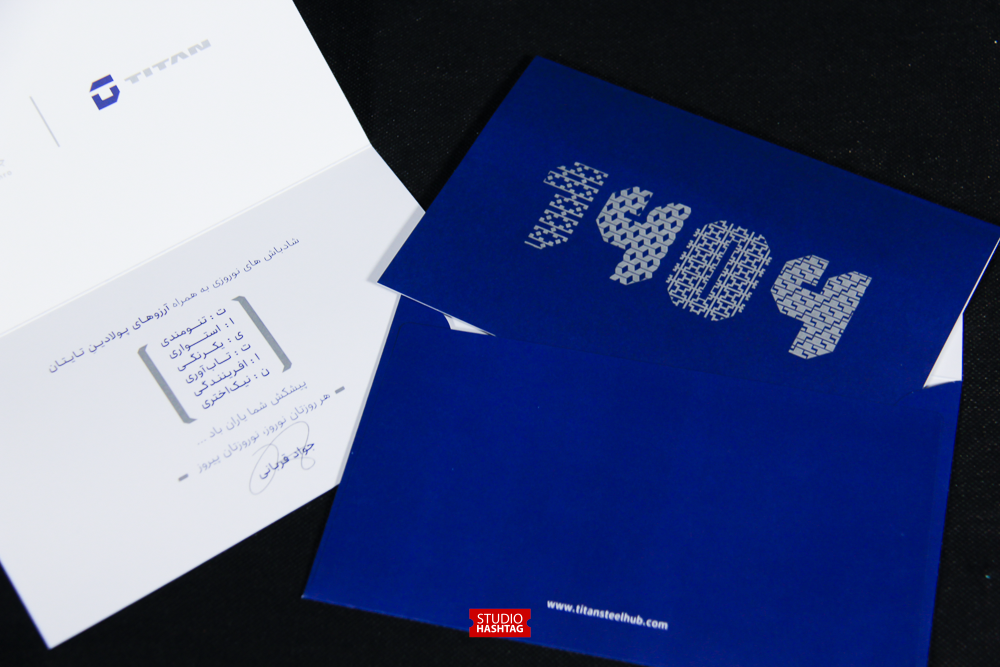 TITAN
شادباش های نوروزی به همراه آرزوهای پولادین تایتان
ت : تنومندی
ا : استواری
ی : یکرنگی
ت : تاب‌آوری
ا : آفرینندگی
ن : نیک‌اختری
پیشکش شما یاران باد ...
هر روزتان نوروز، نوروزتان پیروز
جواد قربانی
۱۴۰۴
www.titansteelhub.com
STUDIO
HASHTAG